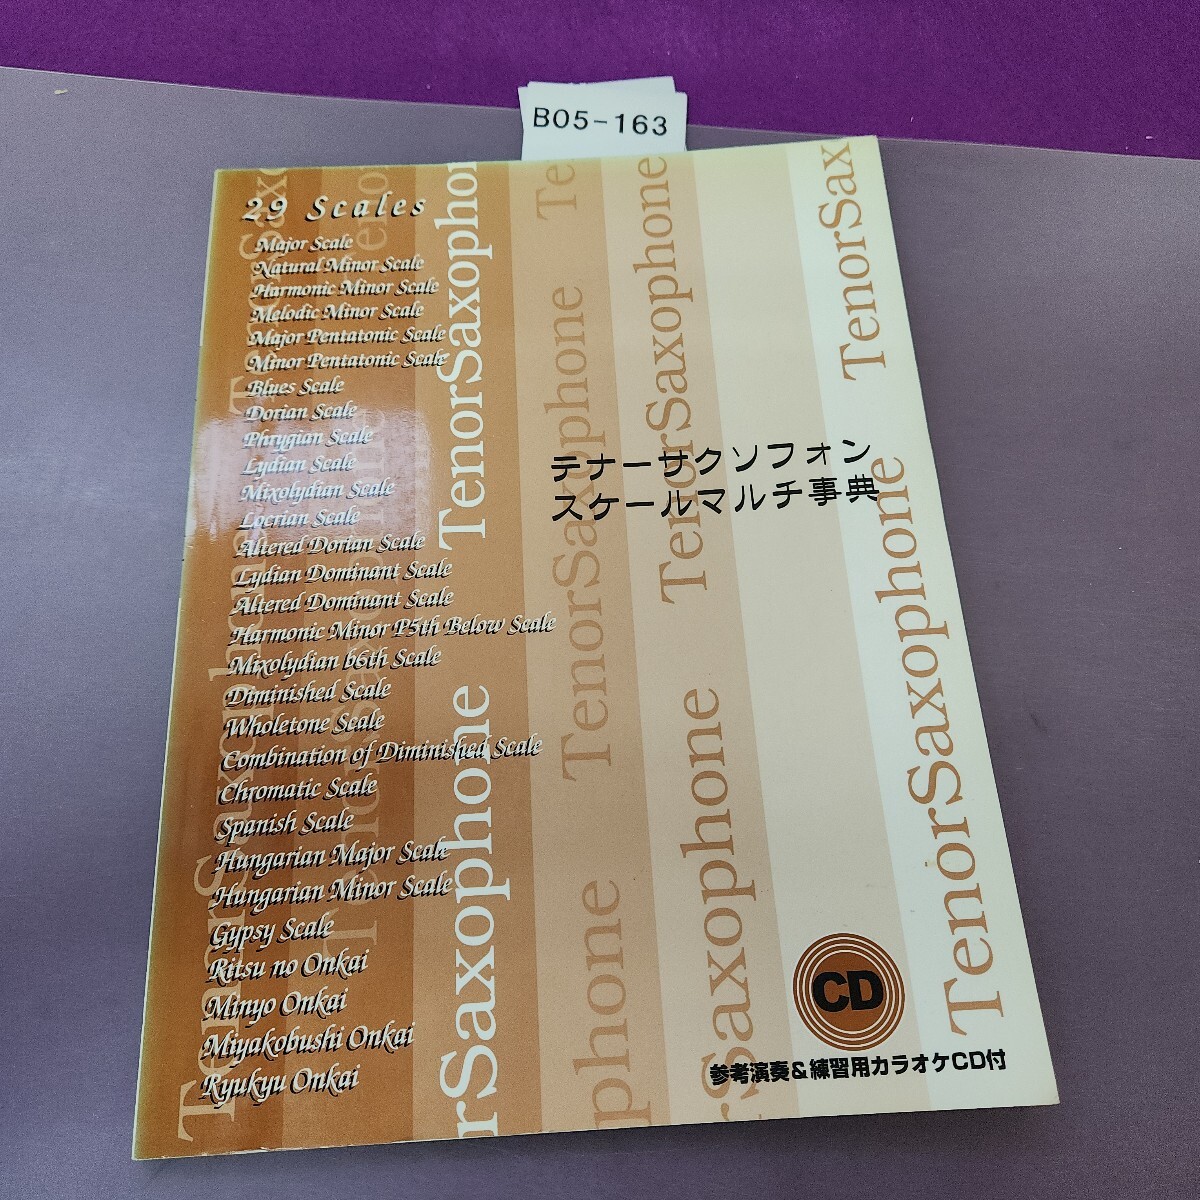 B05-163
29 Scales
Major Scale
Natural Minor Scale
Harmonic Minor Scale
Melodic Minor Scale
Major Pentatonic Scale
Minor Pentatonic Scale
Blues Scale
Dorian Scale
Phrygian Scale
Lydian Scale
Mixolydian Scale
Locrian Scale
Altered Dorian Scale
Lydian Dominant Scale
Altered Dominant Scale
Harmonic Minor P5th Below Scale
Mixolydian b6th Scale
Diminished Scale
Wholetone Scale
Combination of Diminished Scale
Chromatic Scale
Spanish Scale
Hungarian Major Scale
Hungarian Minor Scale
Gypsy Scale
Ritsu no Onkai
Minyo Onkai
Miyakobushi Onkai
Ryukyu Onkai
テナーサクソフォン
スケールマルチ事典
CD
参考演奏&練習用カラオケCD付
TenorSaxophone
TenorSaxophon
rSaxophone
Te
TenorSaxophone
phone
TenorSaxophone
rSaxophone
TenorSax
TenorSaxophone